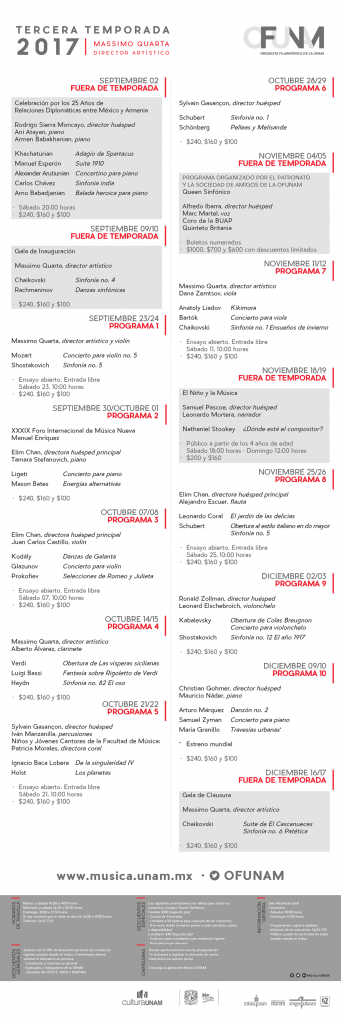 TERCERA TEMPORADA
2017
MASSIMO QUARTA
DIRECTOR ARTÍSTICO
OFUNAM
ORQUESTA FILARMÓNICA DE LA UNAM
SEPTIEMBRE 02
FUERA DE TEMPORADA
Celebración por los 25 Años de
Relaciones Diplomáticas entre México y Armenia
Rodrigo Sierra Moncayo, director huésped
Ani Atayan, piano
Armen Babakhanian, piano
Khachaturian Adagio de Spartacus
Manuel Esperón Suite 1910
Alexander Arutiunian Concertino para piano
Carlos Chávez Sinfonía india
Arno Babadjanian Balada heroica para piano
· Sábado 20:00 horas
· $240, $160 y $100
SEPTIEMBRE 09/10
FUERA DE TEMPORADA
Gala de Inauguración
Massimo Quarta, director artístico
Chaikovski Sinfonía no. 4
Rachmaninov Danzas sinfónicas
· $240, $160 y $100
SEPTIEMBRE 23/24
PROGRAMA 1
Massimo Quarta, director artístico y violín
Mozart Concierto para violín no. 5
Shostakovich Sinfonía no. 5
· Ensayo abierto. Entrada libre
Sábado 23, 10:00 horas
· $240, $160 y $100
SEPTIEMBRE 30/OCTUBRE 01
PROGRAMA 2
XXXIX Foro Internacional de Música Nueva
Manuel Enríquez
Elim Chan, directora huésped principal
Tamara Stefanovich, piano
Ligeti Concierto para piano
Mason Bates Energías alternativas
· $240, $160 y $100
OCTUBRE 07/08
PROGRAMA 3
Elim Chan, directora huésped principal
Juan Carlos Castillo, violín
Kodály Danzas de Galanta
Glazunov Concierto para violín
Prokofiev Selecciones de Romeo y Julieta
· Ensayo abierto. Entrada libre
Sábado 07, 10:00 horas
· $240, $160 y $100
OCTUBRE 14/15
PROGRAMA 4
Massimo Quarta, director artístico
Alberto Álvarez, clarinete
Verdi Obertura de Las vísperas sicilianas
Luigi Bassi Fantasía sobre Rigoletto de Verdi
Haydn Sinfonía no. 82 El oso
· $240, $160 y $100
OCTUBRE 21/22
PROGRAMA 5
Sylvain Gasançon, director huésped
Iván Manzanilla, percusiones
Niños y Jóvenes Cantores de la Facultad de Música:
Patricia Morales, directora coral
Ignacio Baca Lobera De la singularidad IV
Holst Los planetas
· Ensayo abierto. Entrada libre
Sábado 21, 10:00 horas
· $240, $160 y $100
OCTUBRE 28/29
PROGRAMA 6
Sylvain Gasançon, director huésped
Schubert Sinfonía no. 1
Schönberg Pelleas y Melisande
· $240, $160 y $100
NOVIEMBRE 04/05
FUERA DE TEMPORADA
PROGRAMA ORGANIZADO POR EL PATRONATO
Y LA SOCIEDAD DE AMIGOS DE LA OFUNAM
Queen Sinfónico
Alfredo Ibarra, director huésped
Marc Martel, voz
Coro de la BUAP
Quinteto Britania
· Boletos numerados
· $1000, $700 y $600 con descuentos limitados
NOVIEMBRE 11/12
PROGRAMA 7
Massimo Quarta, director artístico
Dana Zemtsov, viola
Anatoly Liadov Kikimora
Bartók Concierto para viola
Chaikovski Sinfonía no. 1 Ensueños de invierno
· Ensayo abierto. Entrada libre
Sábado 11, 10:00 horas
· $240, $160 y $100
NOVIEMBRE 18/19
FUERA DE TEMPORADA
El Niño y la Música
Samuel Pascoe, director huésped
Leonardo Mortera, narrador
Nathaniel Stookey ¿Dónde está el compositor?
· Público a partir de los 4 años de edad
Sábado 18:00 horas · Domingo 12:00 horas
· $200 y $160
NOVIEMBRE 25/26
PROGRAMA 8
Elim Chan, directora huésped principal
Alejandro Escuer, flauta
Leonardo Coral El jardín de las delicias
Schubert Obertura al estilo italiano en do mayor
Sinfonía no. 5
· Ensayo abierto. Entrada libre
Sábado 25, 10:00 horas
· $240, $160 y $100
DICIEMBRE 02/03
PROGRAMA 9
Ronald Zollman, director huésped
Leonard Elschebroich, violonchelo
Kabalevsky Obertura de Colas Breugnon
Concierto para violonchelo
Shostakovich Sinfonía no. 12 El año 1917
· $240, $160 y $100
DICIEMBRE 09/10
PROGRAMA 10
Christian Gohmer, director huésped
Mauricio Náder, piano
Arturo Márquez Danzón no. 2
Samuel Zyman Concierto para piano
María Granillo Travesías urbanas*
* Estreno mundial
· $240, $160 y $100
DICIEMBRE 16/17
FUERA DE TEMPORADA
Gala de Clausura
Massimo Quarta, director artístico
Chaikovski Suite de El Cascanueces
Sinfonía no. 6 Patética
· $240, $160 y $100
www.musica.unam.mx · OFUNAM
culturaUNAM